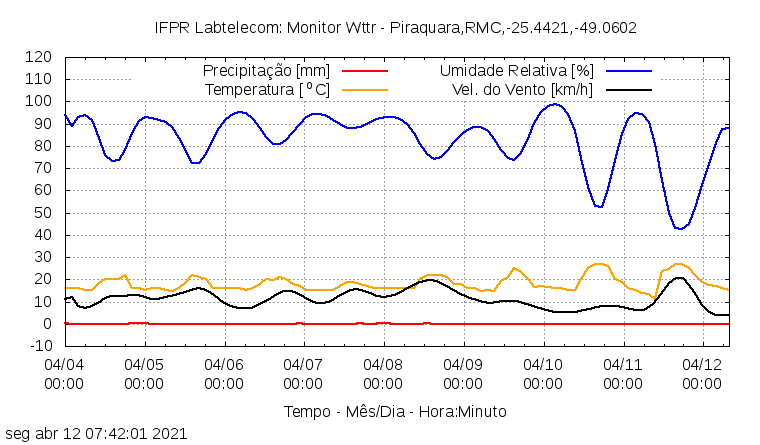 IFPR Labtelecom: Monitor Wttr - Piraquara,RMC,-25.4421,-49.0602
Precipitação [mm]
Temperatura [ ⁰C]
Umidade Relativa [%]
Vel. do Vento [km/h]
120
110
100
90
80
70
60
50
40
30
20
10
0
-10
04/04 04/05 04/06 04/07 04/08 04/09 04/10 04/11 04/12
00:00 00:00 00:00 00:00 00:00 00:00 00:00 00:00 00:00
Tempo - Mês/Dia - Hora:Minuto
seg abr 12 07:42:01 2021